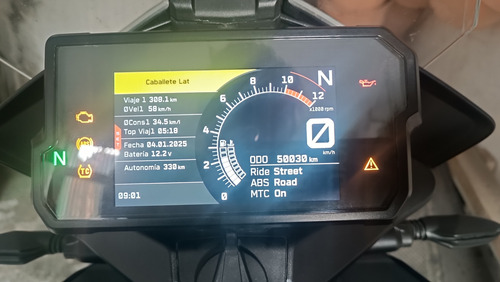 Caballete Lat
Viaje 1 308.1 km
ØVel1 58 km/h
ØCons1 34.5 km/L
Top Viaj1 05:18
Fecha 04.01.2025
Batería 12.2 v
Autonomía 330 km
09:01
0
2
4
6
8
10
12
x1000 rpm
N
0
km/h
ODO 50030 km
Ride Street
ABS Road
MTC On
N
TC